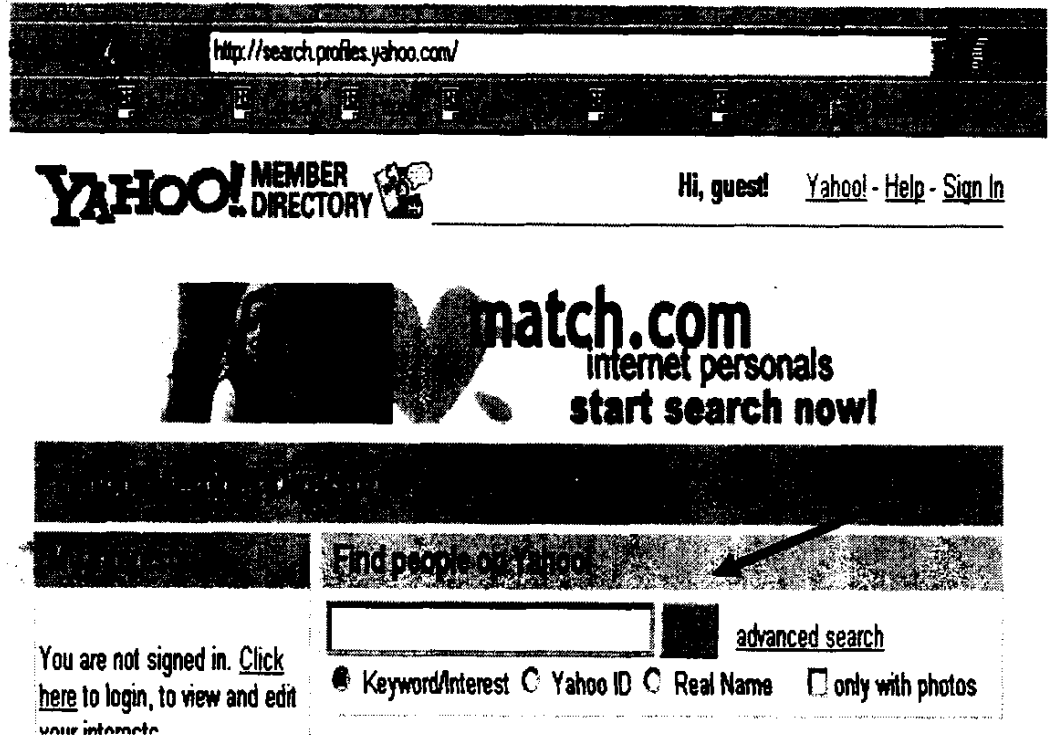 http://search.profiles.yahoo.com/
YAHOO! MEMBER DIRECTORY
Hi, guest! Yahoo! - Help - Sign In
match.com
internet personals
start search now!
Find people on Yahoo!
advanced search
Keyword/Interest Yahoo ID Real Name only with photos
You are not signed in. Click
here to login, to view and edit
your interests